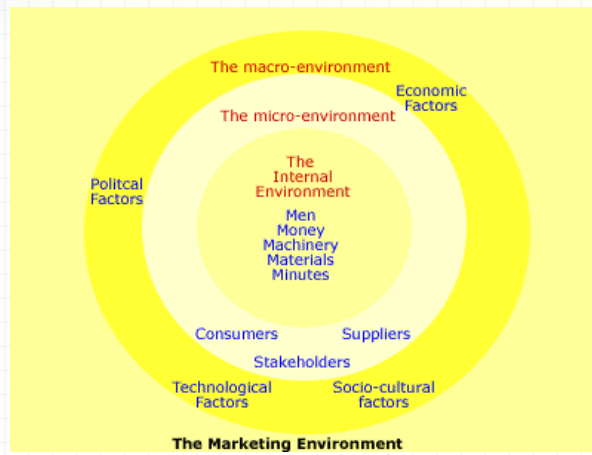 The macro-environment
Economic
Factors
The micro-environment
The
Internal
Environment
Politcal
Factors
Men
Money
Machinery
Materials
Minutes
Consumers
Suppliers
Stakeholders
Technological
Factors
Socio-cultural
factors
The Marketing Environment